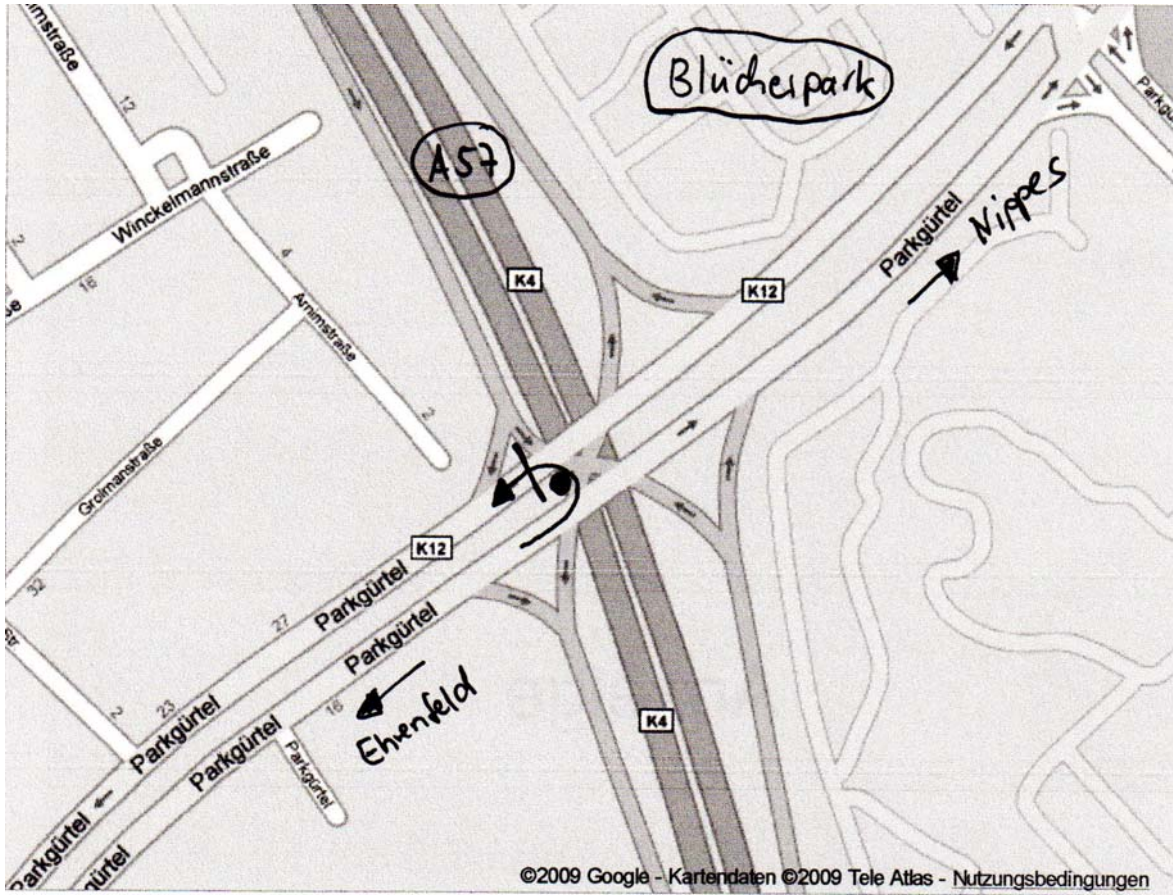 12
Blücherpark
Parkgürtel
A57
Winckelmannstraße
2
18
4
Nippes
Parkgürtel
K4
K12
Arnimstraße
2
Grolmanstraße
K12
32
27
Parkgürtel
Parkgürtel
2
23
16
Ehrenfeld
K4
Parkgürtel
Parkgürtel
Parkgürtel
Parkgürtel
©2009 Google - Kartendaten ©2009 Tele Atlas - Nutzungsbedingungen